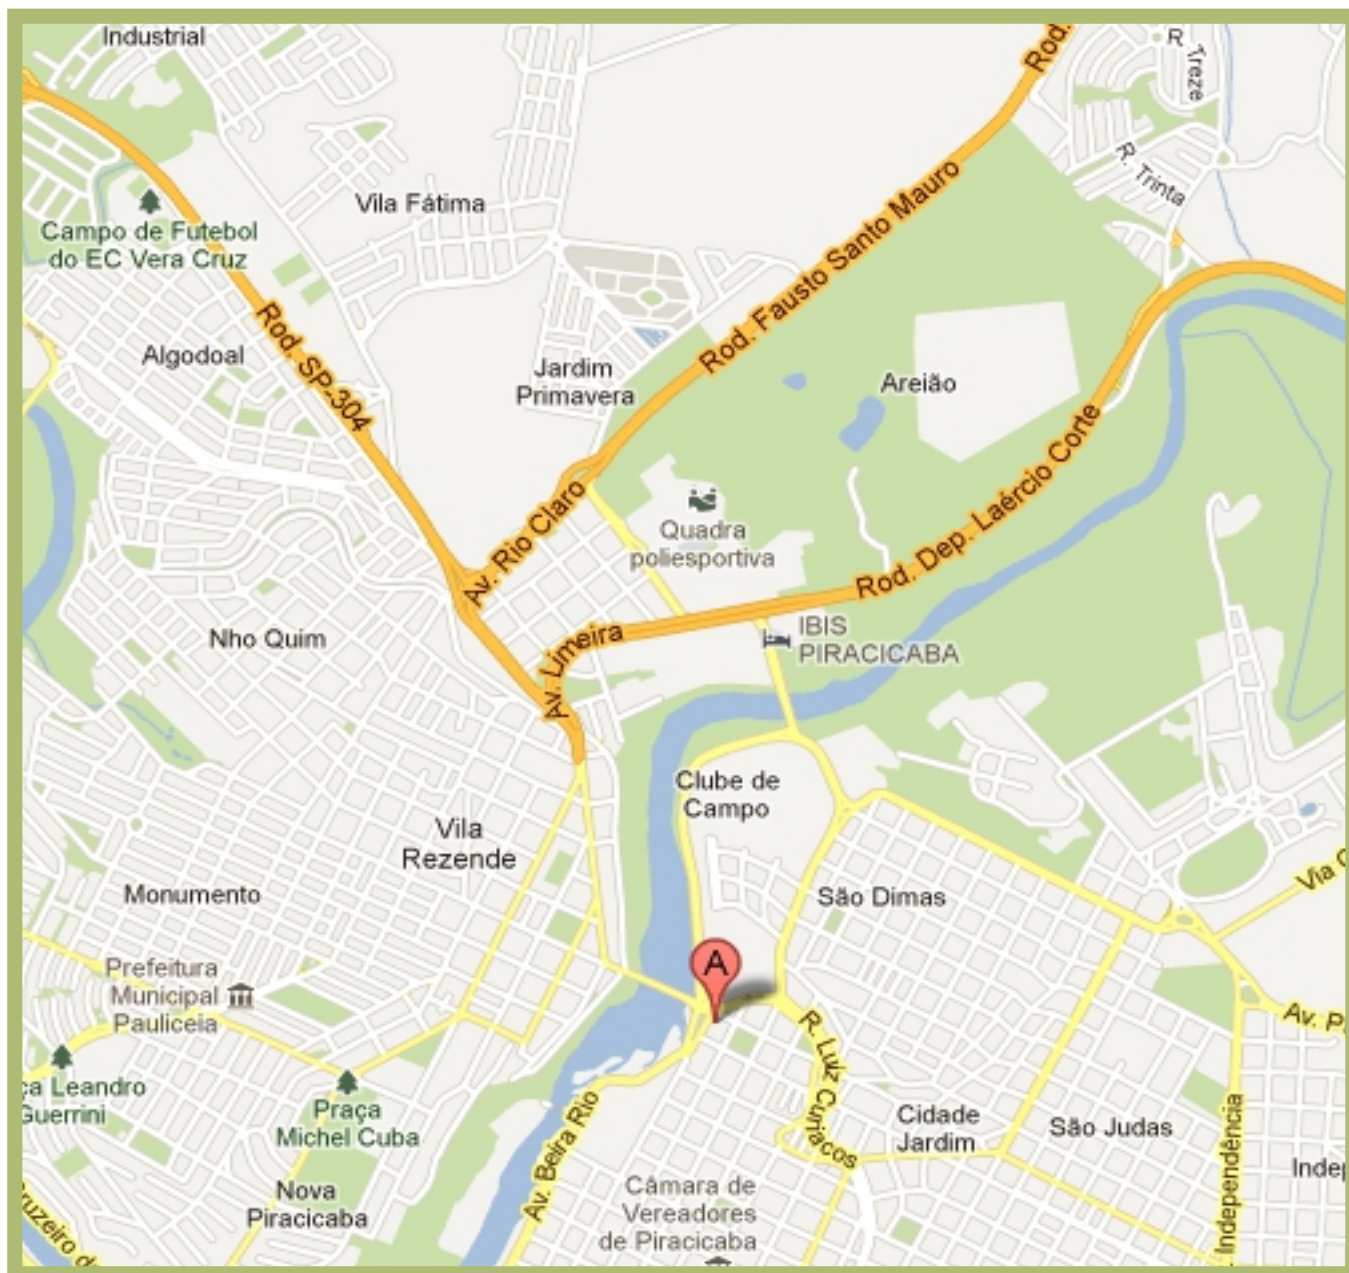 Industrial
Rod.
R.
Treze
R. Trinta
Vila Fátima
Campo de Futebol
do EC Vera Cruz
Rod. Fausto Santo Mauro
Rod. SP-304
Algodoal
Jardim
Primavera
Areião
Rod. Dep. Laércio Corte
Av. Rio Claro
Quadra
poliesportiva
Nho Quim
Av. Limeira
IBIS
PIRACICABA
Clube de
Campo
Vila
Rezende
Monumento
São Dimas
Via
A
Prefeitura
Municipal
Pauliceia
Av. P
R. Luiz Curiacos
ça Leandro
Guerrini
Praça
Michel Cuba
Av. Beira Rio
Cidade
Jardim
São Judas
Independência
Indep
Nova
Piracicaba
Câmara de
Vereadores
de Piracicaba
ruzeiro d